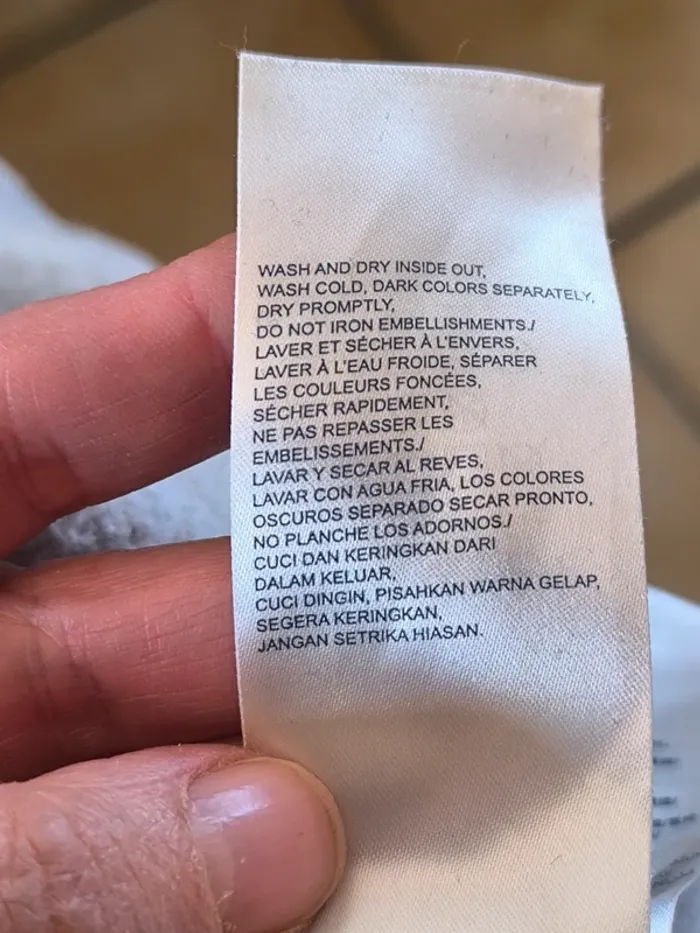 WASH AND DRY INSIDE OUT,
WASH COLD, DARK COLORS SEPARATELY,
DRY PROMPTLY,
DO NOT IRON EMBELLISHMENTS./
LAVER ET SÉCHER À L'ENVERS,
LAVER À L'EAU FROIDE, SÉPARER
LES COULEURS FONCÉES,
SÉCHER RAPIDEMENT,
NE PAS REPASSER LES
EMBELISSEMENTS./
LAVAR Y SECAR AL REVES,
LAVAR CON AGUA FRIA, LOS COLORES
OSCUROS SEPARADO SECAR PRONTO,
NO PLANCHE LOS ADORNOS./
CUCI DAN KERINGKAN DARI
DALAM KELUAR,
CUCI DINGIN, PISAHKAN WARNA GELAP,
SEGERA KERINGKAN,
JANGAN SETRIKA HIASAN.